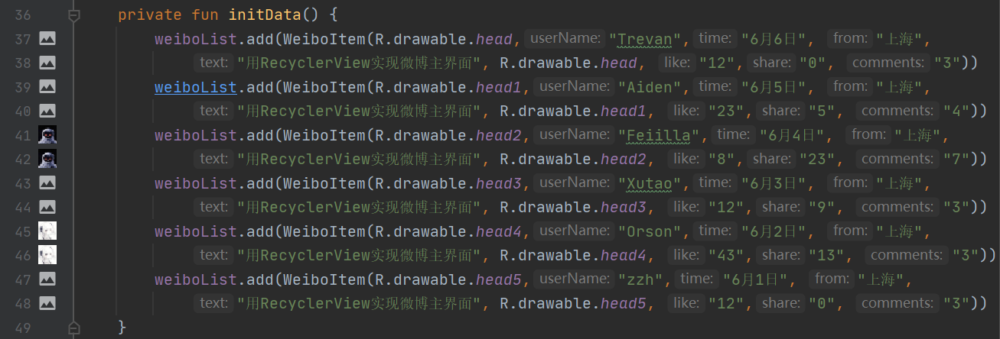 36 private fun initData() {
37 weiboList.add(WeiboItem(R.drawable.head, userName: "Trevan", time: "6月6日", from: "上海",
38 text: "用RecyclerView实现微博主界面", R.drawable.head, like: "12", share: "0", comments: "3"))
39 weiboList.add(WeiboItem(R.drawable.head1, userName: "Aiden", time: "6月5日", from: "上海",
40 text: "用RecyclerView实现微博主界面", R.drawable.head1, like: "23", share: "5", comments: "4"))
41 weiboList.add(WeiboItem(R.drawable.head2, userName: "Feiilla", time: "6月4日", from: "上海",
42 text: "用RecyclerView实现微博主界面", R.drawable.head2, like: "8", share: "23", comments: "7"))
43 weiboList.add(WeiboItem(R.drawable.head3, userName: "Xutao", time: "6月3日", from: "上海",
44 text: "用RecyclerView实现微博主界面", R.drawable.head3, like: "12", share: "9", comments: "3"))
45 weiboList.add(WeiboItem(R.drawable.head4, userName: "Orson", time: "6月2日", from: "上海",
46 text: "用RecyclerView实现微博主界面", R.drawable.head4, like: "43", share: "13", comments: "3"))
47 weiboList.add(WeiboItem(R.drawable.head5, userName: "zzh", time: "6月1日", from: "上海",
48 text: "用RecyclerView实现微博主界面", R.drawable.head5, like: "12", share: "0", comments: "3"))
49 }